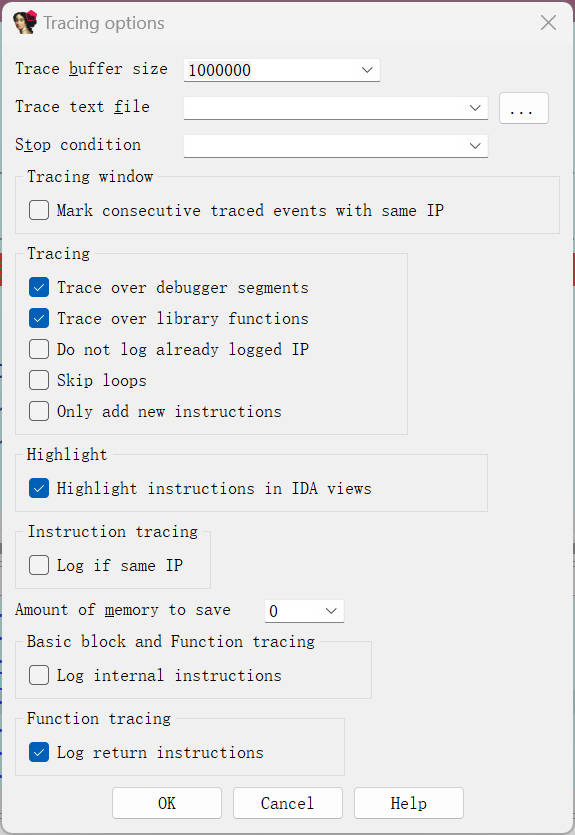 Tracing options
Trace buffer size 1000000
Trace text file ...
Stop condition
Tracing window
Mark consecutive traced events with same IP
Tracing
Trace over debugger segments
Trace over library functions
Do not log already logged IP
Skip loops
Only add new instructions
Highlight
Highlight instructions in IDA views
Instruction tracing
Log if same IP
Amount of memory to save 0
Basic block and Function tracing
Log internal instructions
Function tracing
Log return instructions
OK Cancel Help